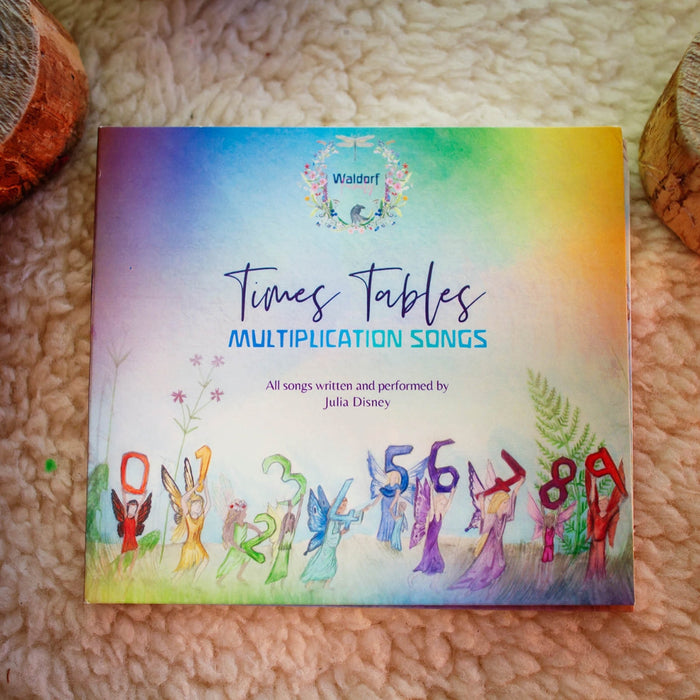 Waldorf
Times Tables
MULTIPLICATION SONGS
All songs written and performed by
Julia Disney
0 1 2 3 4 5 6 7 8 9